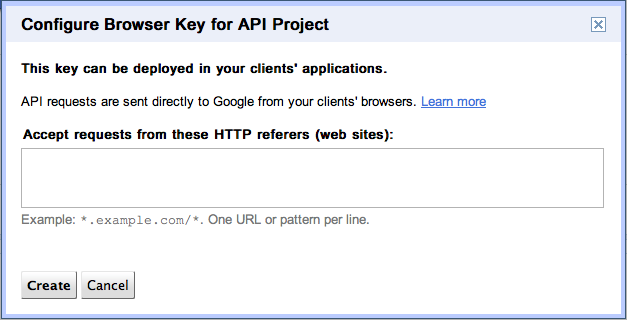 Configure Browser Key for API Project
This key can be deployed in your clients' applications.
API requests are sent directly to Google from your clients' browsers. Learn more
Accept requests from these HTTP referers (web sites):
Example: *.example.com/*. One URL or pattern per line.
Create Cancel